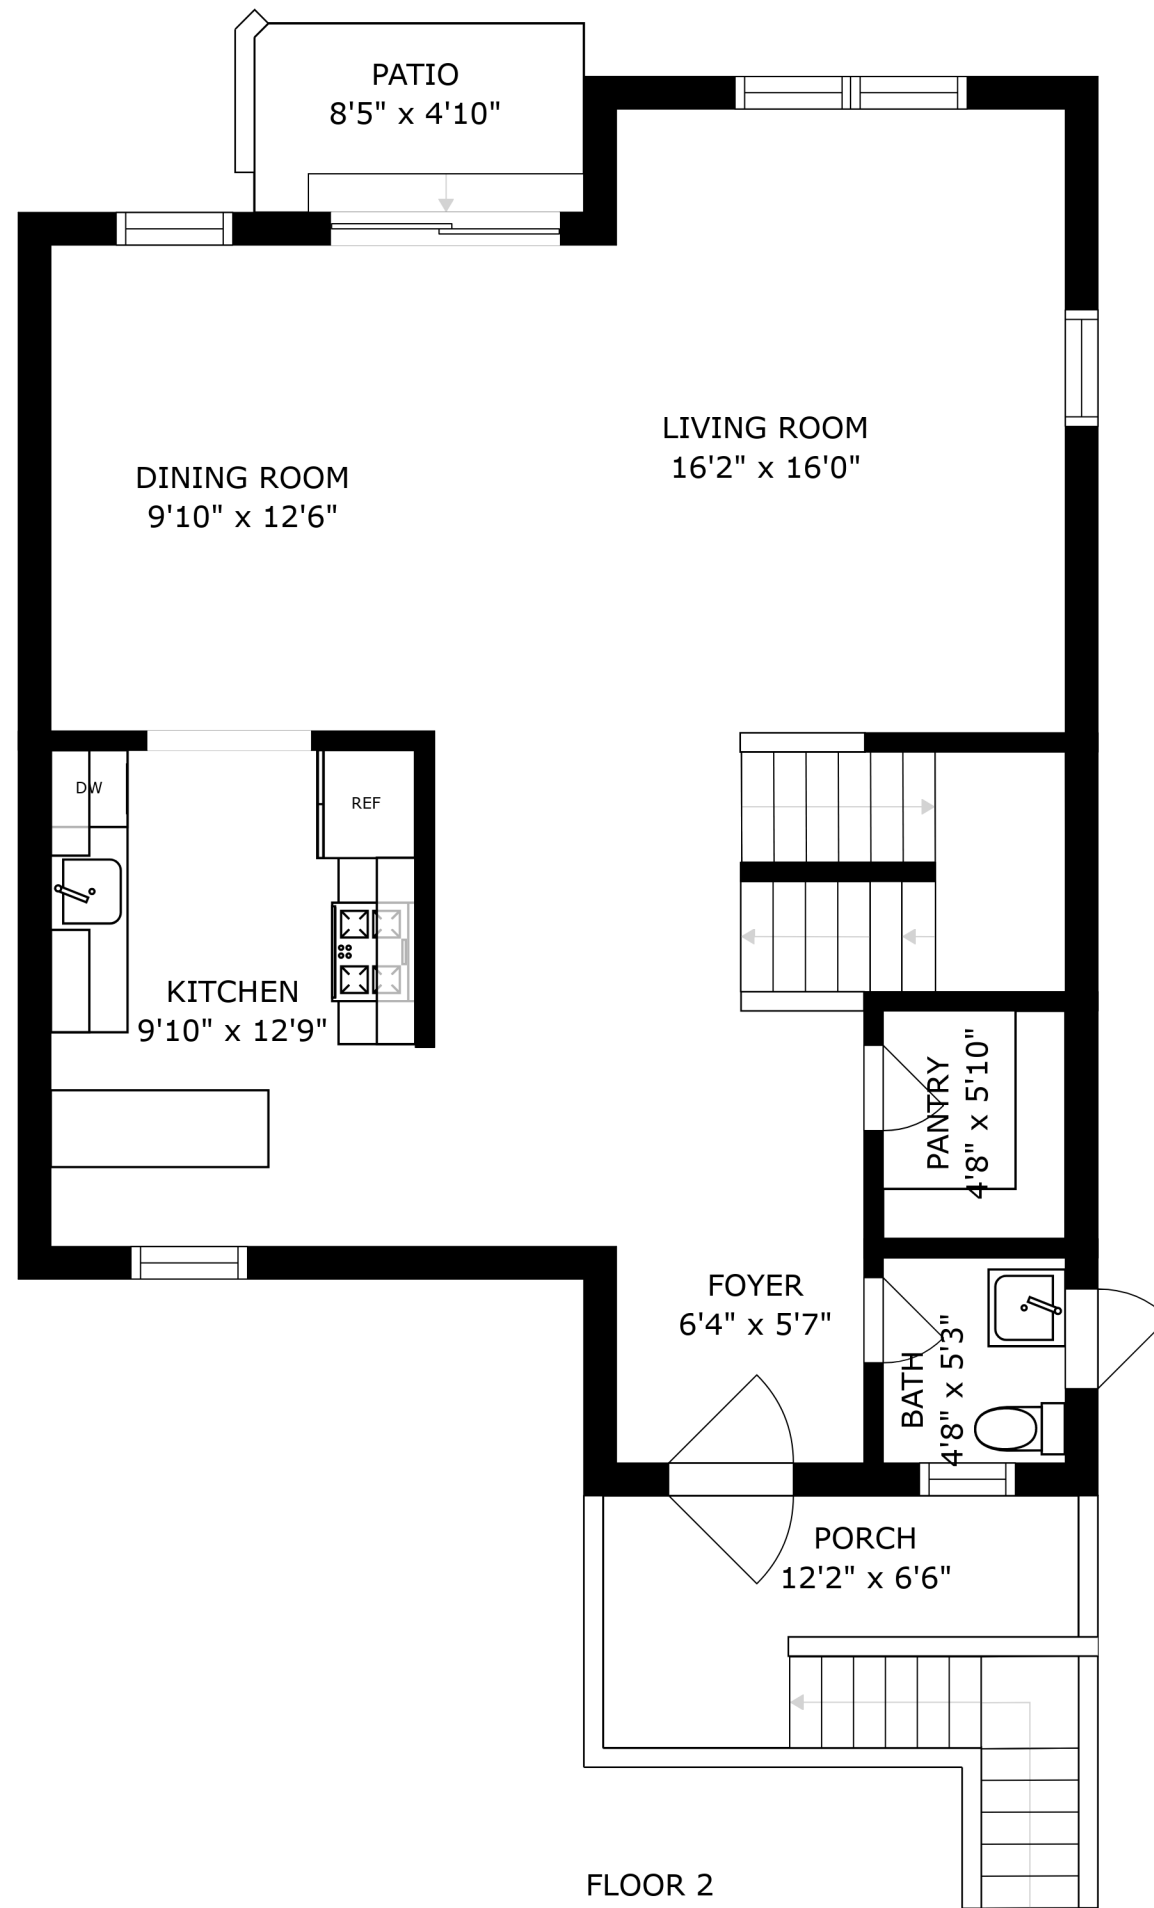 PATIO
8'5" x 4'10"
LIVING ROOM
16'2" x 16'0"
DINING ROOM
9'10" x 12'6"
DW
REF
KITCHEN
9'10" x 12'9"
PANTRY
4'8" x 5'10"
FOYER
6'4" x 5'7"
BATH
4'8" x 5'3"
PORCH
12'2" x 6'6"
FLOOR 2